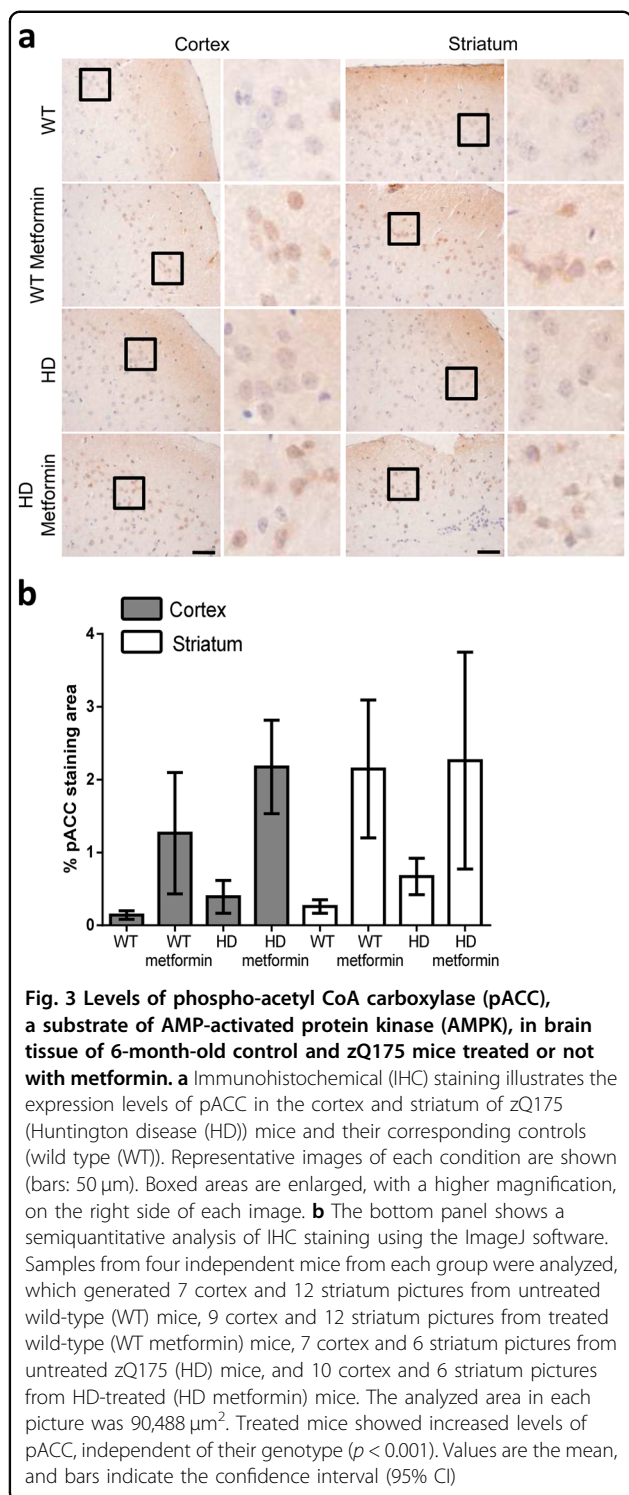 a
Cortex
Striatum
WT
WT Metformin
HD
HD
Metformin
b
Cortex
Striatum
% pACC staining area
4
3
2
1
0
WT
WT
metformin
HD
HD
metformin
WT
WT
metformin
HD
HD
metformin
Fig. 3 Levels of phospho-acetyl CoA carboxylase (pACC),
a substrate of AMP-activated protein kinase (AMPK), in brain
tissue of 6-month-old control and zQ175 mice treated or not
with metformin. a Immunohistochemical (IHC) staining illustrates the
expression levels of pACC in the cortex and striatum of zQ175
(Huntington disease (HD)) mice and their corresponding controls
(wild type (WT)). Representative images of each condition are shown
(bars: 50 μm). Boxed areas are enlarged, with a higher magnification,
on the right side of each image. b The bottom panel shows a
semiquantitative analysis of IHC staining using the ImageJ software.
Samples from four independent mice from each group were analyzed,
which generated 7 cortex and 12 striatum pictures from untreated
wild-type (WT) mice, 9 cortex and 12 striatum pictures from treated
wild-type (WT metformin) mice, 7 cortex and 6 striatum pictures from
untreated zQ175 (HD) mice, and 10 cortex and 6 striatum pictures
from HD-treated (HD metformin) mice. The analyzed area in each
picture was 90,488 μm². Treated mice showed increased levels of
pACC, independent of their genotype (p < 0.001). Values are the mean,
and bars indicate the confidence interval (95% CI)